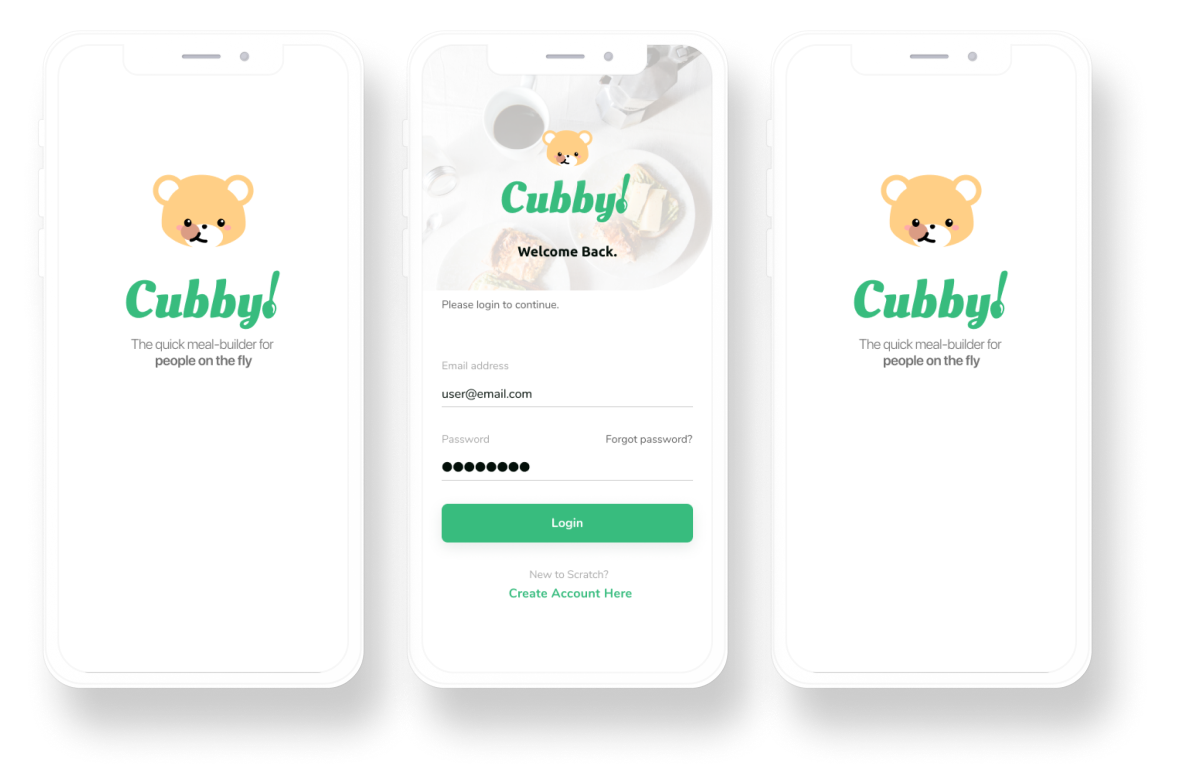 Cubby!
The quick meal-builder for
people on the fly
Cubby!
Welcome Back.
Please login to continue.
Email address
user@email.com
Password Forgot password?
●●●●●●●●
Login
New to Scratch?
Create Account Here
Cubby!
The quick meal-builder for
people on the fly